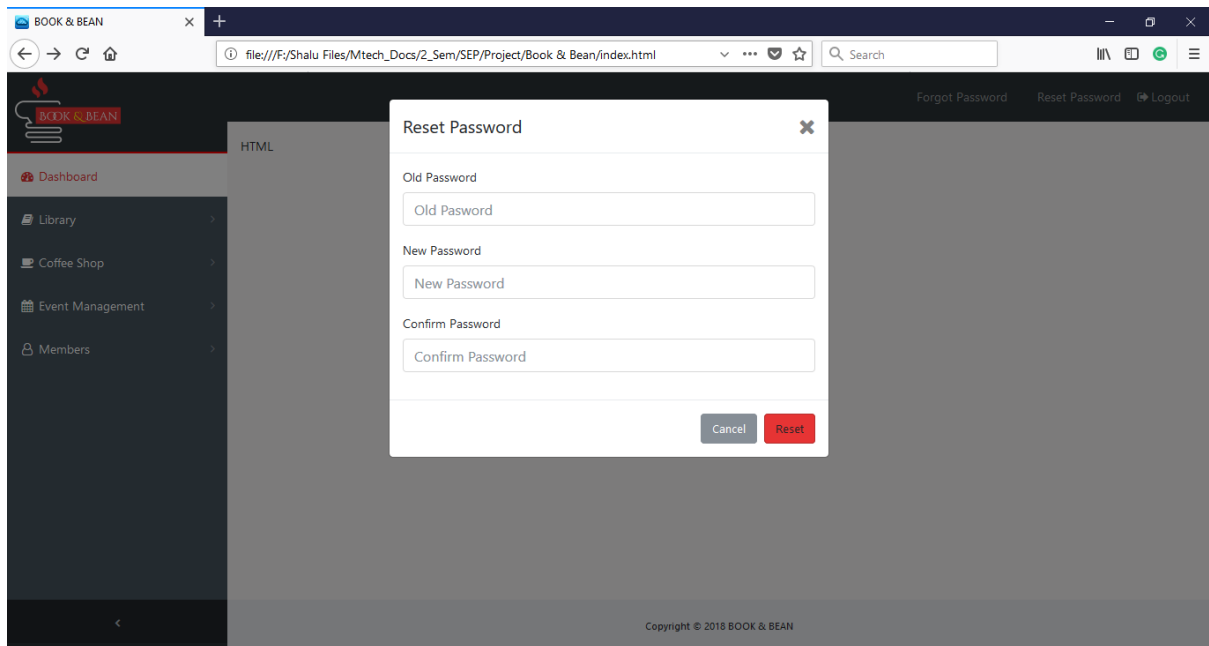 BOOK & BEAN
file:///F:/Shalu Files/Mtech_Docs/2_Sem/SEP/Project/Book & Bean/index.html
Search
BOOK & BEAN
Forgot Password Reset Password Logout
Reset Password
HTML
Old Password
Dashboard
Old Pasword
Library
New Password
Coffee Shop
New Password
Event Management
Confirm Password
Members
Confirm Password
Cancel Reset
Copyright © 2018 BOOK & BEAN